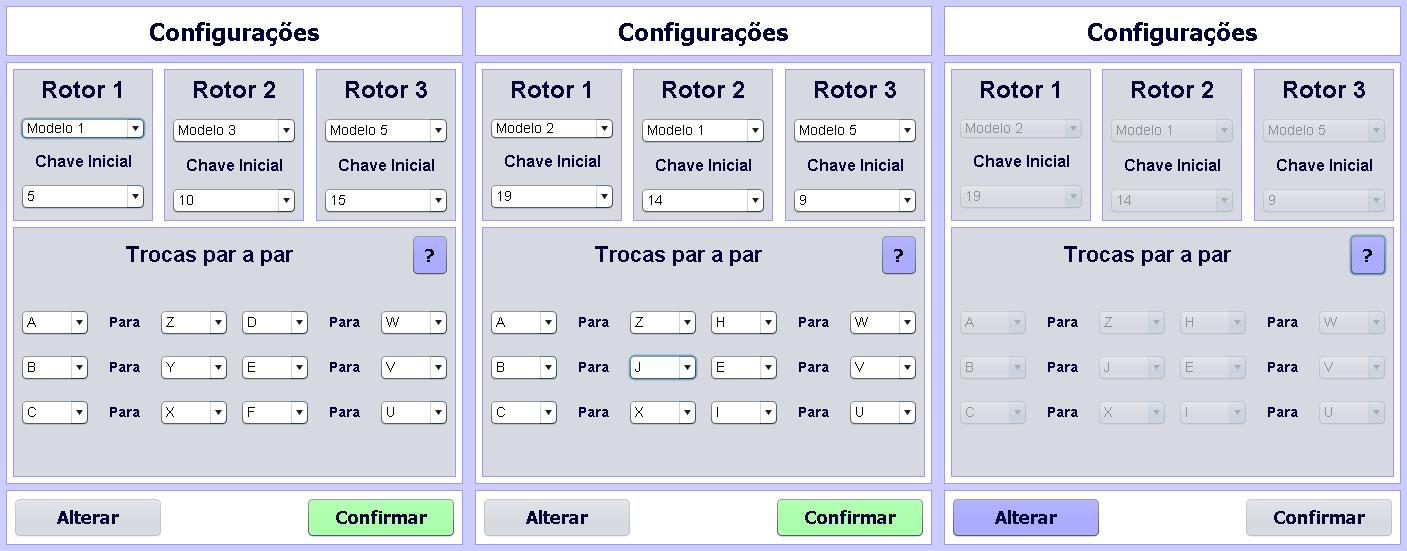 Configurações
Rotor 1 Rotor 2 Rotor 3
Modelo 1 Modelo 3 Modelo 5
Chave Inicial Chave Inicial Chave Inicial
5 10 15
Trocas par a par ?
A Para Z D Para W
B Para Y E Para V
C Para X F Para U
Alterar Confirmar
Configurações
Rotor 1 Rotor 2 Rotor 3
Modelo 2 Modelo 1 Modelo 5
Chave Inicial Chave Inicial Chave Inicial
19 14 9
Trocas par a par ?
A Para Z H Para W
B Para J E Para V
C Para X I Para U
Alterar Confirmar
Configurações
Rotor 1 Rotor 2 Rotor 3
Modelo 2 Modelo 1 Modelo 5
Chave Inicial Chave Inicial Chave Inicial
19 14 9
Trocas par a par ?
A Para Z H Para W
B Para J E Para V
C Para X I Para U
Alterar Confirmar